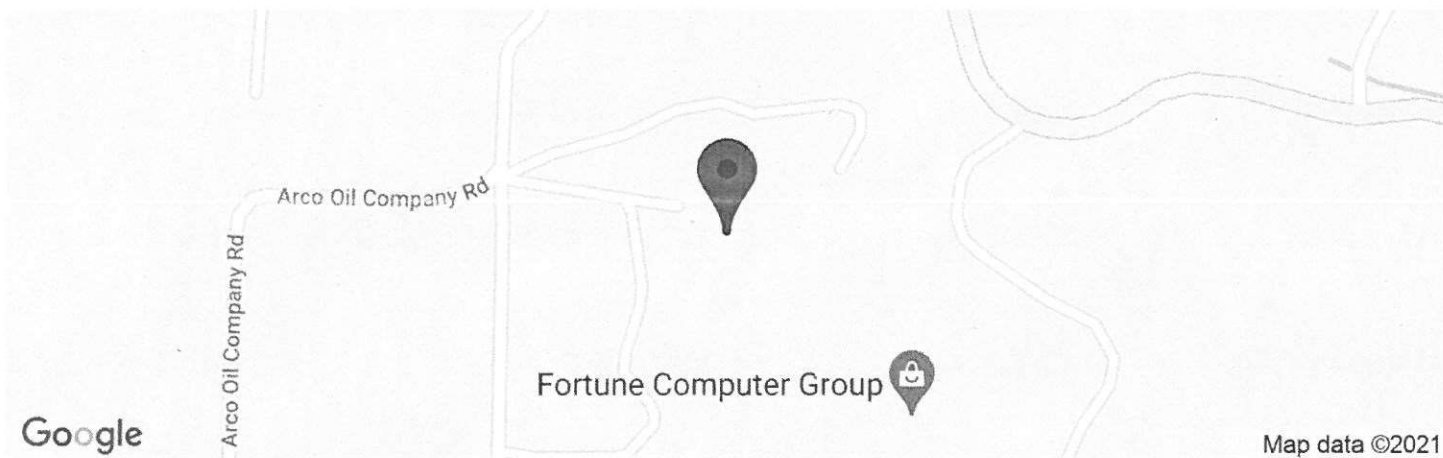 Arco Oil Company Rd
Arco Oil Company Rd
Fortune Computer Group
Google
Map data ©2021